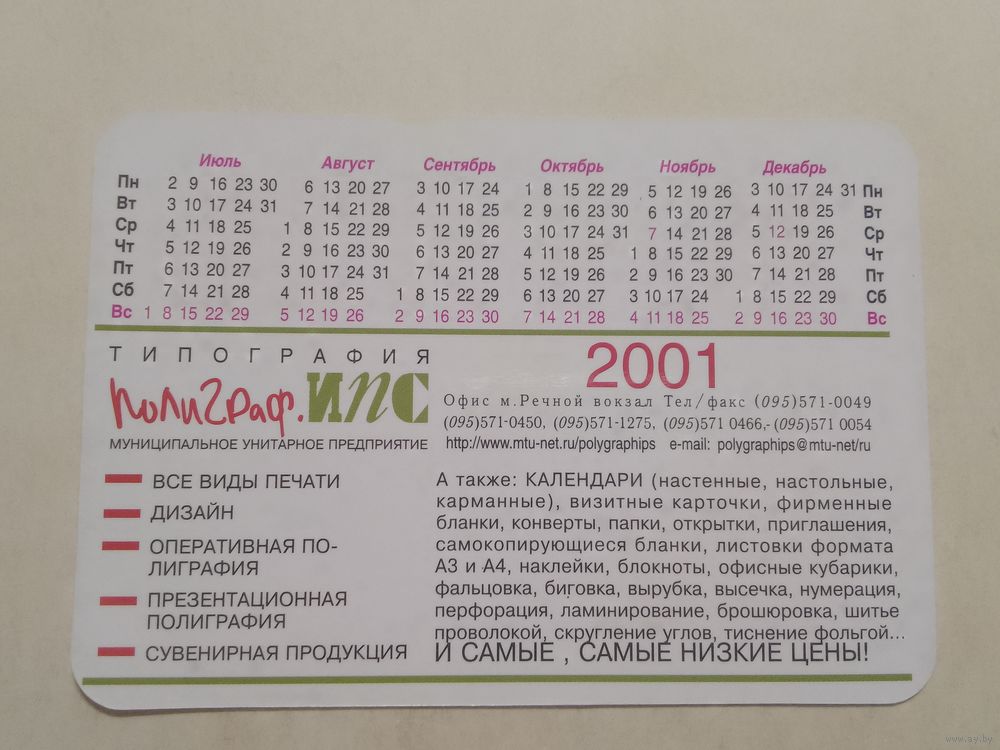 Июль Август Сентябрь Октябрь Ноябрь Декабрь
Пн 2 9 16 23 30 6 13 20 27 3 10 17 24 1 8 15 22 29 5 12 19 26 3 10 17 24 31 Пн
Вт 3 10 17 24 31 7 14 21 28 4 11 18 25 2 9 16 23 30 6 13 20 27 4 11 18 25 Вт
Ср 4 11 18 25 1 8 15 22 29 5 12 19 26 3 10 17 24 31 7 14 21 28 5 12 19 26 Ср
Чт 5 12 19 26 2 9 16 23 30 6 13 20 27 4 11 18 25 1 8 15 22 29 6 13 20 27 Чт
Пт 6 13 20 27 3 10 17 24 31 7 14 21 28 5 12 19 26 2 9 16 23 30 7 14 21 28 Пт
Сб 7 14 21 28 4 11 18 25 1 8 15 22 29 6 13 20 27 3 10 17 24 1 8 15 22 29 Сб
Вс 1 8 15 22 29 5 12 19 26 2 9 16 23 30 7 14 21 28 4 11 18 25 2 9 16 23 30 Вс
ТИПОГРАФИЯ
ПОЛИГРАФ.ИПС
МУНИЦИПАЛЬНОЕ УНИТАРНОЕ ПРЕДПРИЯТИЕ
2001
Офис м.Речной вокзал Тел/факс (095)571-0049
(095)571-0450, (095)571-1275, (095)571 0466,-(095)571 0054
http://www.mtu-net.ru/polygraphips e-mail: polygraphips@mtu-net/ru
ВСЕ ВИДЫ ПЕЧАТИ
ДИЗАЙН
ОПЕРАТИВНАЯ ПО-
ЛИГРАФИЯ
ПРЕЗЕНТАЦИОННАЯ
ПОЛИГРАФИЯ
СУВЕНИРНАЯ ПРОДУКЦИЯ
А также: КАЛЕНДАРИ (настенные, настольные,
карманные), визитные карточки, фирменные
бланки, конверты, папки, открытки, приглашения,
самокопирующиеся бланки, листовки формата
А3 и А4, наклейки, блокноты, офисные кубарики,
фальцовка, биговка, вырубка, высечка, нумерация,
перфорация, ламинирование, брошюровка, шитье
проволокой, скругление углов, тиснение фольгой...
И САМЫЕ , САМЫЕ НИЗКИЕ ЦЕНЫ!
www.ay.by